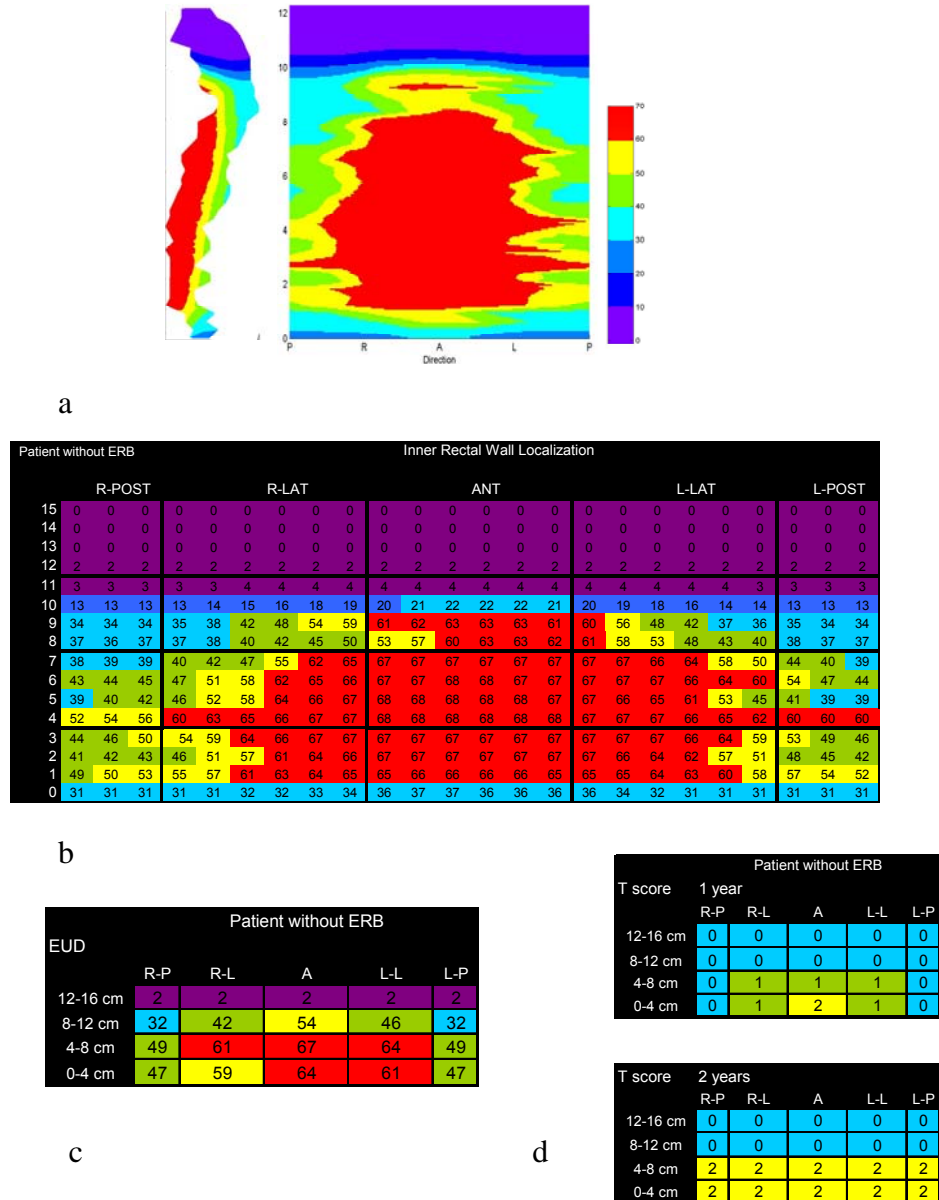 12
10
8
6
4
2
0
P R A L P
Direction
70
60
50
40
30
20
10
0
a
Patient without ERB Inner Rectal Wall Localization
R-POST R-LAT ANT L-LAT L-POST
15 0 0 0 0 0 0 0 0 0 0 0 0 0 0 0 0 0 0 0 0 0 0 0 0
14 0 0 0 0 0 0 0 0 0 0 0 0 0 0 0 0 0 0 0 0 0 0 0 0
13 0 0 0 0 0 0 0 0 0 0 0 0 0 0 0 0 0 0 0 0 0 0 0 0
12 2 2 2 2 2 2 2 2 2 2 2 2 2 2 2 2 2 2 2 2 2 2 2 2
11 3 3 3 3 3 4 4 4 4 4 4 4 4 4 4 4 4 4 4 4 3 3 3 3
10 13 13 13 13 14 15 16 18 19 20 21 22 22 22 21 20 19 18 16 14 14 13 13 13
9 34 34 34 35 38 42 48 54 59 61 62 63 63 63 61 60 56 48 42 37 36 35 34 34
8 37 36 37 37 38 40 42 45 50 53 57 60 63 63 62 61 58 53 48 43 40 38 37 37
7 38 39 39 40 42 47 55 62 65 67 67 67 67 67 67 67 67 66 64 58 50 44 40 39
6 43 44 45 47 51 58 62 65 66 67 67 68 68 67 67 67 67 67 66 64 60 54 47 44
5 39 40 42 46 52 58 64 66 67 68 68 68 68 68 67 67 66 65 61 53 45 41 39 39
4 52 54 56 60 63 65 66 67 67 68 68 68 68 68 68 67 67 67 66 65 62 60 60 60
3 44 46 50 54 59 64 66 67 67 67 67 67 67 67 67 67 67 67 66 64 59 53 49 46
2 41 42 43 46 51 57 61 64 66 67 67 67 67 67 67 67 66 64 62 57 51 48 45 42
1 49 50 53 55 57 61 63 64 65 65 66 66 66 66 65 65 65 64 63 60 58 57 54 52
0 31 31 31 31 31 32 32 33 34 36 37 37 36 36 36 36 34 32 31 31 31 31 31 31
b
Patient without ERB
EUD
R-P R-L A L-L L-P
12-16 cm 2 2 2 2 2
8-12 cm 32 42 54 46 32
4-8 cm 49 61 67 64 49
0-4 cm 47 59 64 61 47
c
Patient without ERB
T score 1 year
R-P R-L A L-L L-P
12-16 cm 0 0 0 0 0
8-12 cm 0 0 0 0 0
4-8 cm 0 1 1 1 0
0-4 cm 0 1 2 1 0
T score 2 years
R-P R-L A L-L L-P
12-16 cm 0 0 0 0 0
8-12 cm 0 0 0 0 0
4-8 cm 2 2 2 2 2
0-4 cm 2 2 2 2 2
d